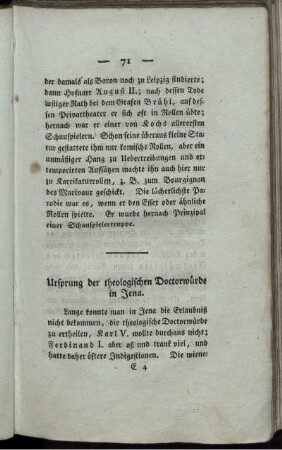 71
der damals als Baron noch zu Leipzig studirte;
dann Hofnarr August II.; nach dessen Tode
lustiger Rath bei dem Grafen Brühl, auf des-
sen Privattheater er sich oft in Rollen übte;
hernach war er einer von Kochs allerersten
Schauspielern. Schon seine überaus kleine Sta-
tur gestattete ihm nur komische Rollen, aber ein
unmäßiger Hang zu Uebertreibungen und ex-
temporirten Aufsätzen machte ihn auch hier nur
zu Karikaturrollen, z. B. zum Bourgignon
des Marivaux geschickt. Die lächerlichste Pa-
rodie war es, wenn er den Essex oder ähnliche
Rollen spielte. Er wurde hernach Prinzipal
einer Schauspielertruppe.
Ursprung der theologischen Doctorwürde
in Jena.
Lange konnte man in Jena die Erlaubniß
nicht bekommen, die theologische Doctorwürde
zu ertheilen, Karl V. wollte durchaus nicht;
Ferdinand I. aber aß und trank viel, und
hatte daher öftere Indigestionen. Die wiene-
E 4